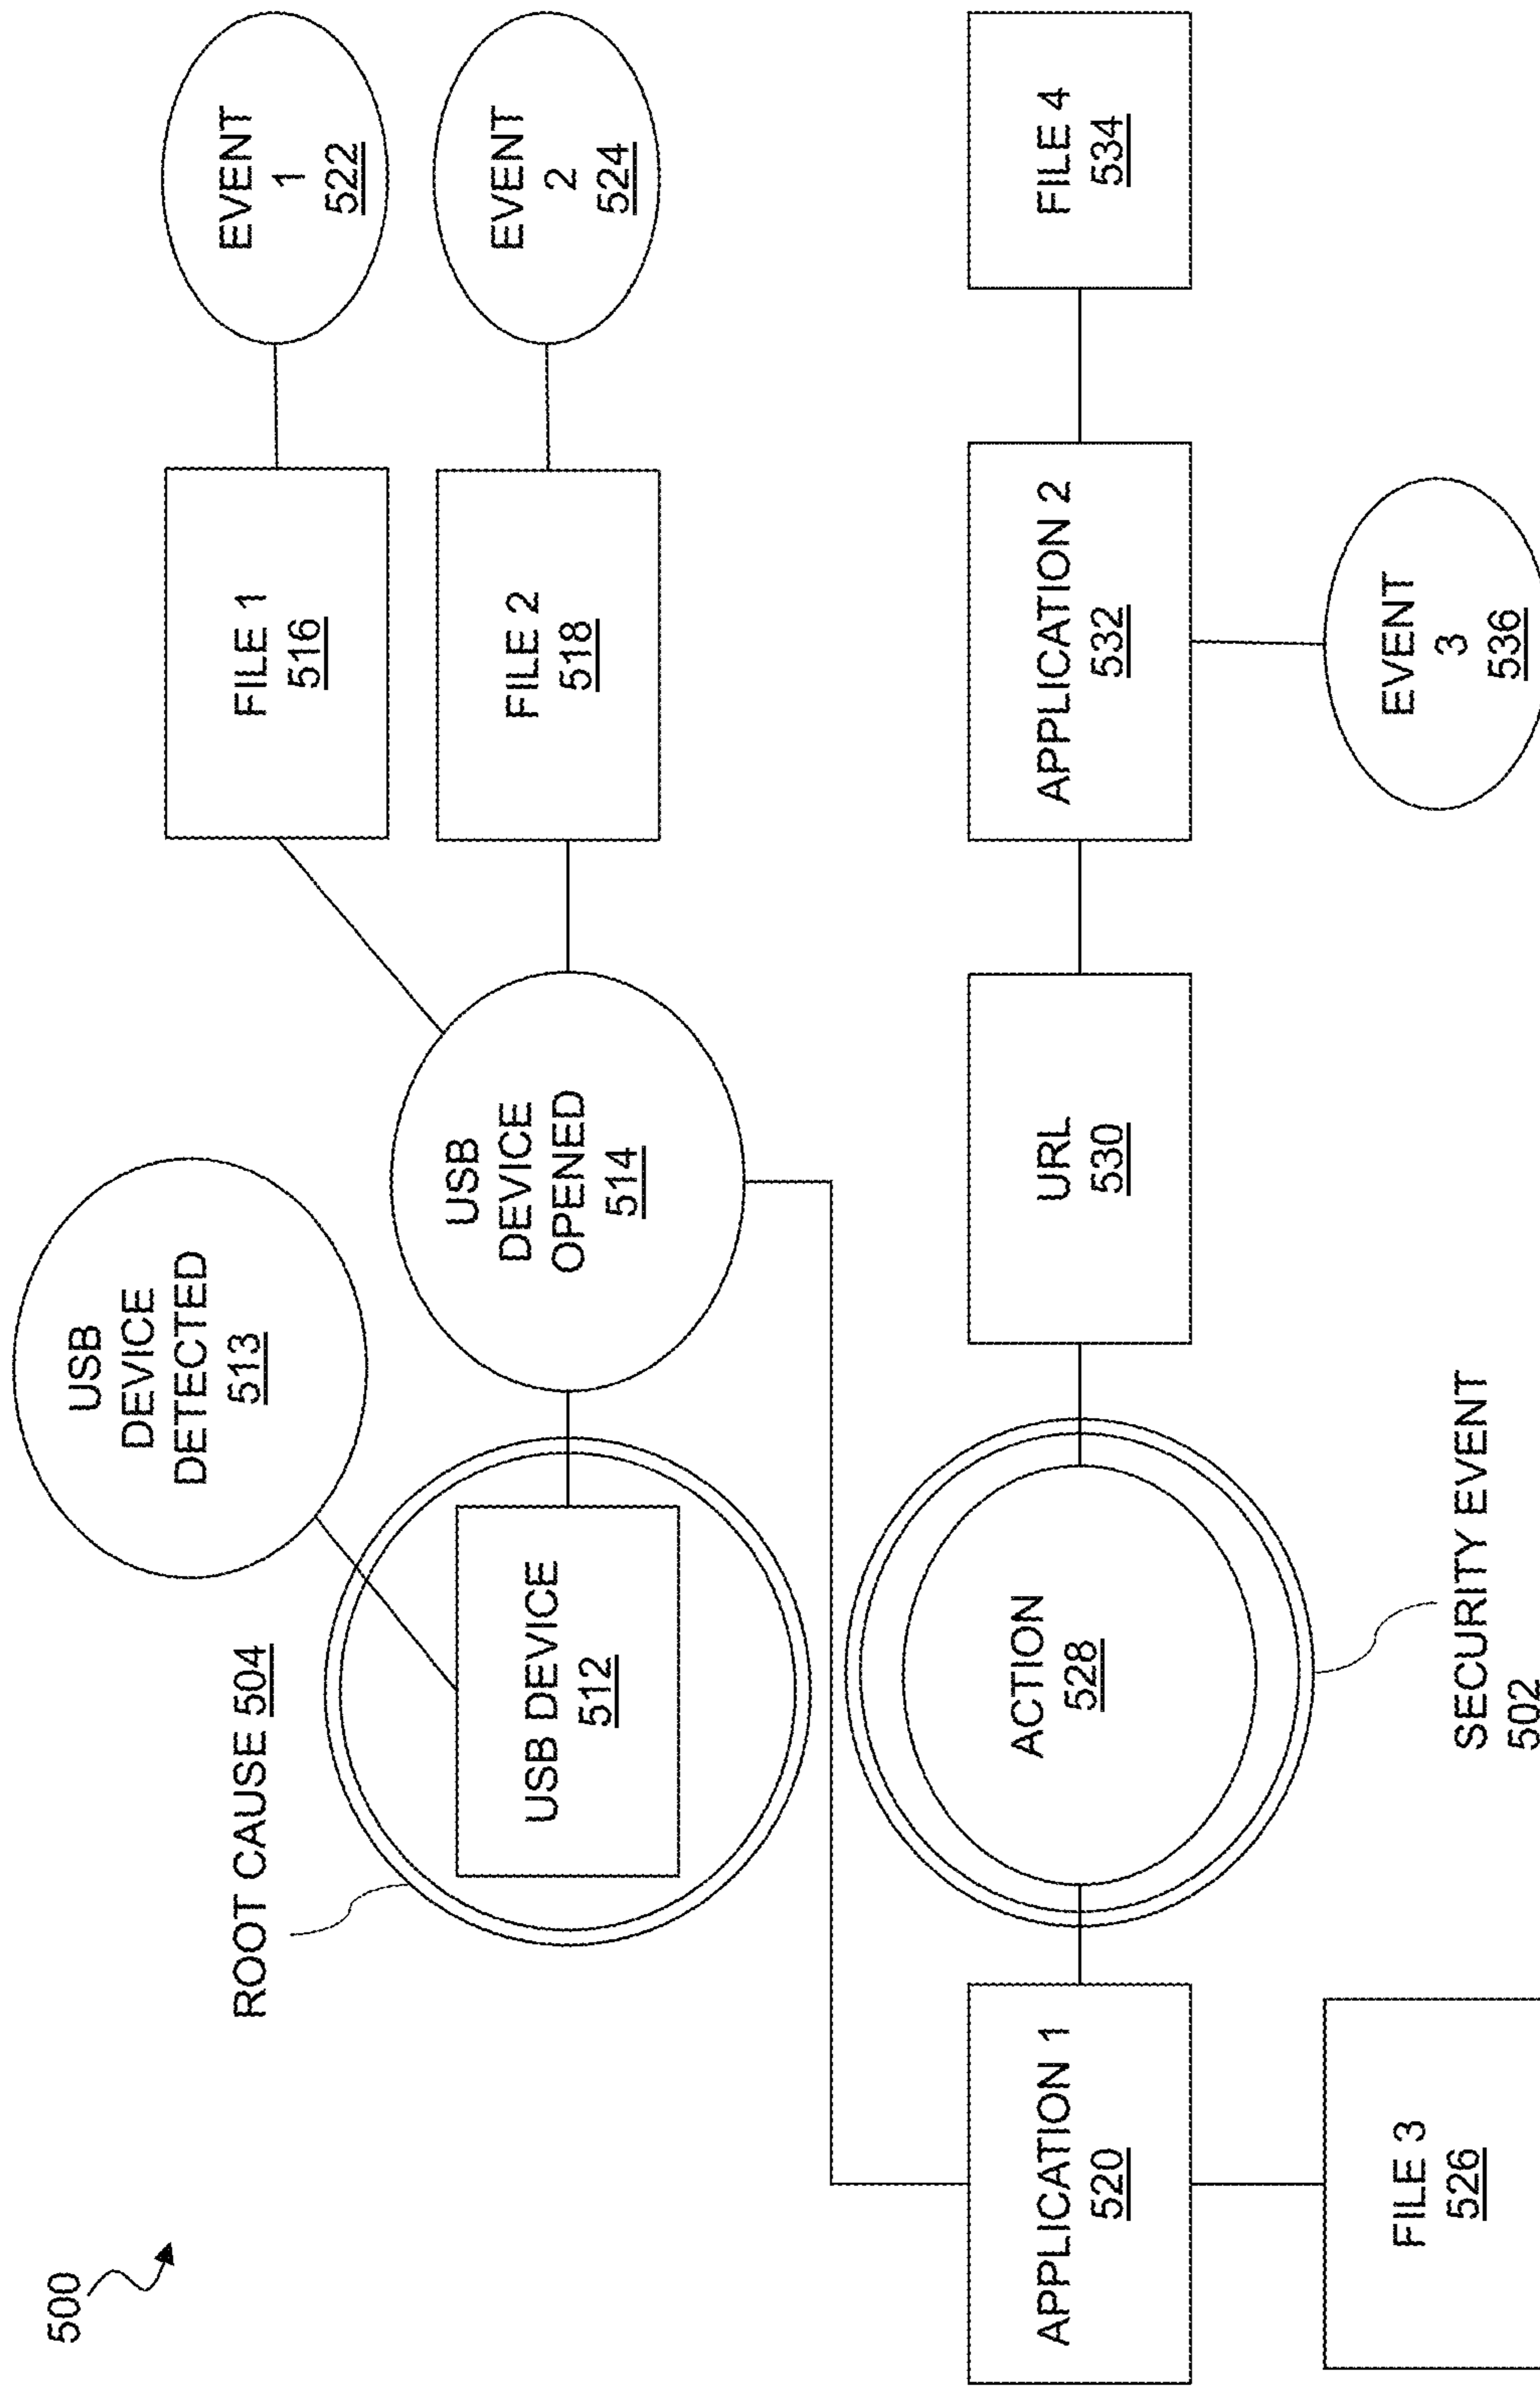 500
ROOT CAUSE 504
USB
DEVICE
DETECTED
513
USB DEVICE
512
USB
DEVICE
OPENED
514
FILE 1
516
EVENT
1
522
FILE 2
518
EVENT
2
524
APPLICATION 1
520
ACTION
528
URL
530
APPLICATION 2
532
FILE 4
534
FILE 3
526
SECURITY EVENT
502
EVENT
3
536